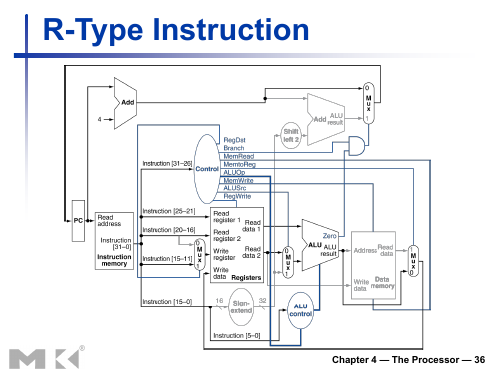 R-Type Instruction
0
M
u
x
1
Add
4
Add ALU
result
Shift
left 2
RegDst
Branch
MemRead
MemtoReg
ALUOp
MemWrite
ALUSrc
RegWrite
Instruction [31–26]
Control
PC
Read
address
Instruction
[31–0]
Instruction
memory
Instruction [25–21]
Instruction [20–16]
Instruction [15–11]
0
M
u
x
1
Read
register 1
Read
data 1
Read
register 2
Write
register
Read
data 2
Write
data Registers
0
M
u
x
1
Zero
ALU ALU
result
Address Read
data
Write
data
Data
memory
1
M
u
x
0
Instruction [15–0]
16
Sign-
extend
32
ALU
control
Instruction [5–0]
MK®
Chapter 4 — The Processor — 36